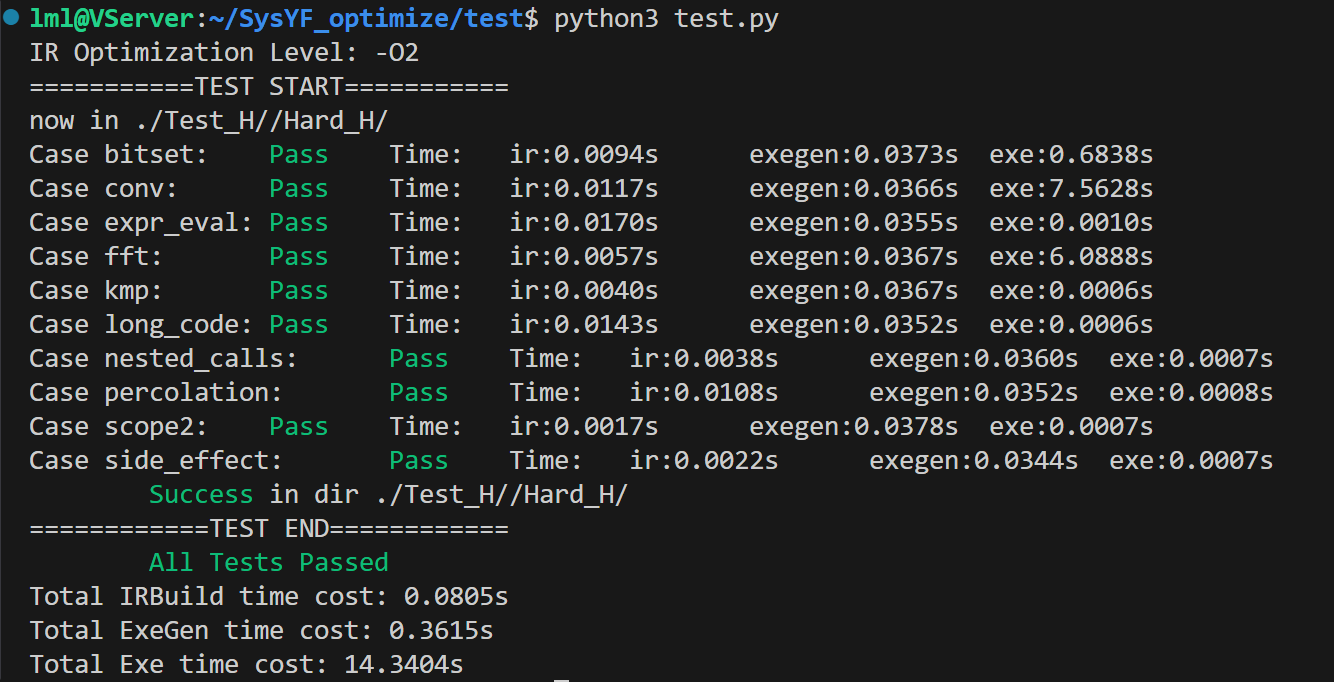 lml@VServer:~/SysYF_optimize/test$ python3 test.py
IR Optimization Level: -O2
===========TEST START===========
now in ./Test_H//Hard_H/
Case bitset:    Pass    Time:   ir:0.0094s      exegen:0.0373s  exe:0.6838s
Case conv:      Pass    Time:   ir:0.0117s      exegen:0.0366s  exe:7.5628s
Case expr_eval: Pass    Time:   ir:0.0170s      exegen:0.0355s  exe:0.0010s
Case fft:       Pass    Time:   ir:0.0057s      exegen:0.0367s  exe:6.0888s
Case kmp:       Pass    Time:   ir:0.0040s      exegen:0.0367s  exe:0.0006s
Case long_code: Pass    Time:   ir:0.0143s      exegen:0.0352s  exe:0.0006s
Case nested_calls:      Pass    Time:   ir:0.0038s      exegen:0.0360s  exe:0.0007s
Case percolation:       Pass    Time:   ir:0.0108s      exegen:0.0352s  exe:0.0008s
Case scope2:    Pass    Time:   ir:0.0017s      exegen:0.0378s  exe:0.0007s
Case side_effect:       Pass    Time:   ir:0.0022s      exegen:0.0344s  exe:0.0007s
        Success in dir ./Test_H//Hard_H/
============TEST END============
        All Tests Passed
Total IRBuild time cost: 0.0805s
Total ExeGen time cost: 0.3615s
Total Exe time cost: 14.3404s